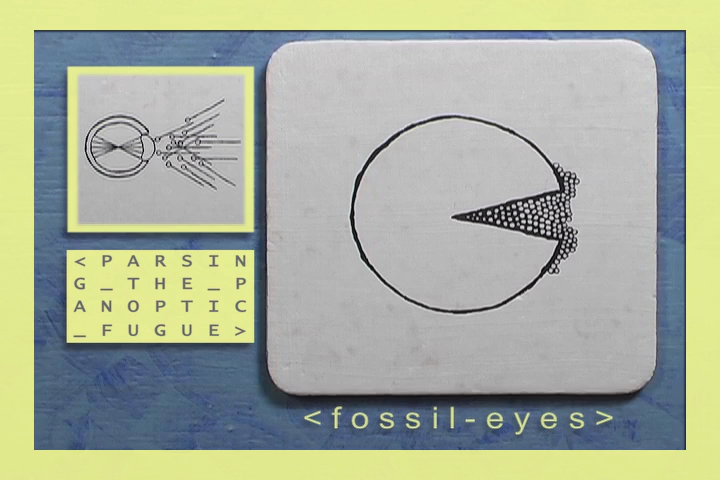 < P A R S I N
G _ T H E _ P
A N O P T I C
_ F U G U E >
<fossil-eyes>